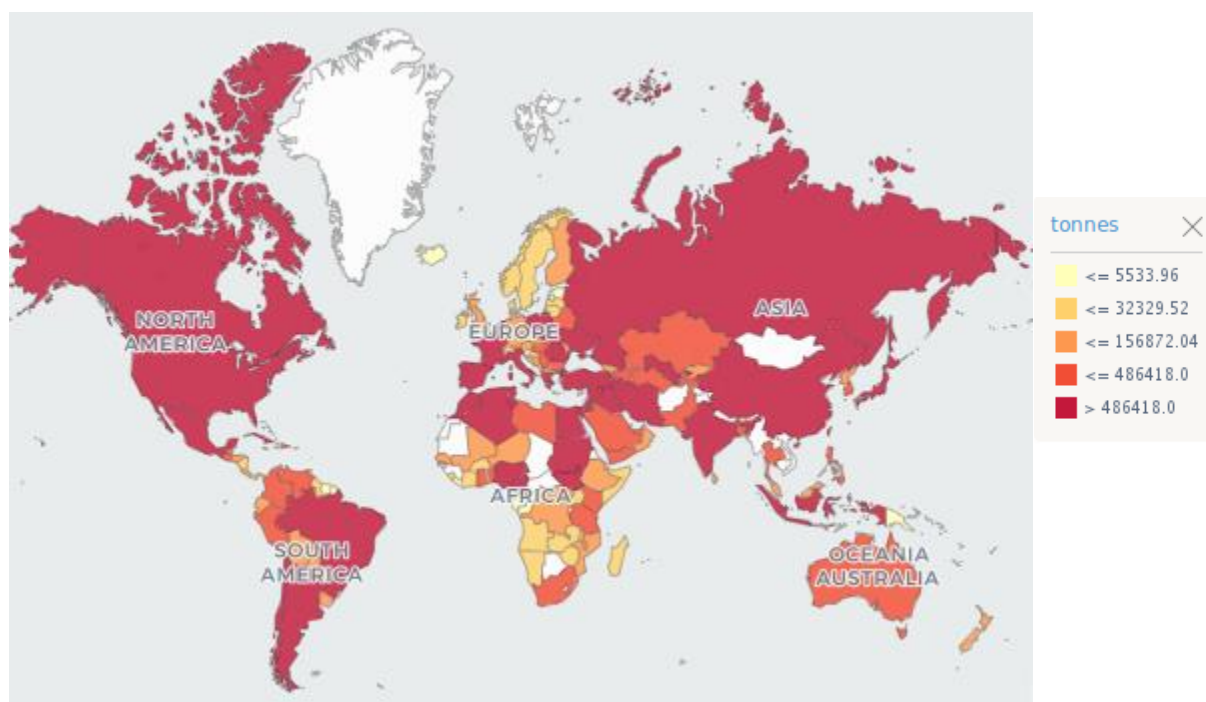 NORTH
AMERICA
EUROPE
ASIA
AFRICA
SOUTH
AMERICA
OCEANIA
AUSTRALIA
tonnes
<= 5533.96
<= 32329.52
<= 156872.04
<= 486418.0
> 486418.0